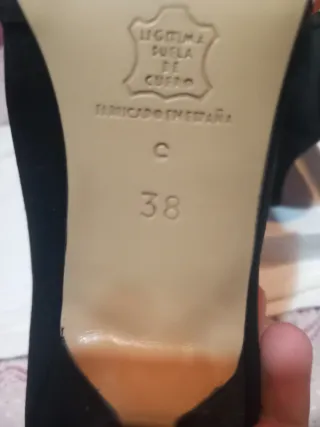 LEGITIMA
SUELA
DE
CUERO
FABRICADO EN ESPAÑA
C
38